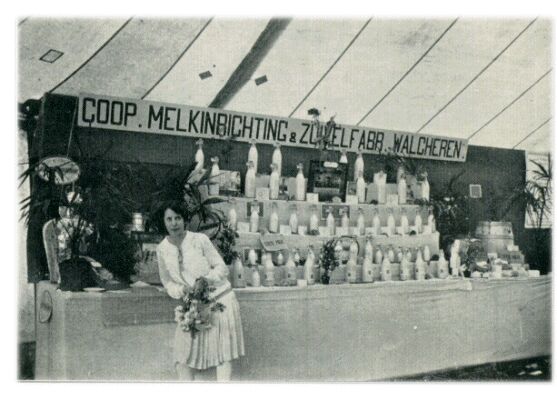 COOP. MELKINRICHTING & ZUIVELFABR. WALCHEREN.